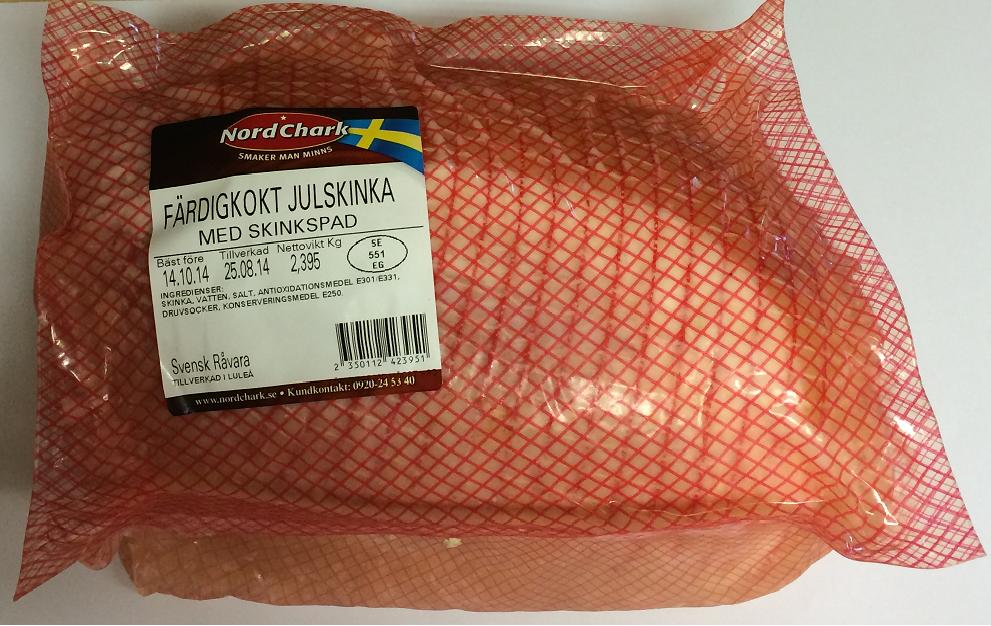 Nord Chark
SMAKER MAN MINNS
FÄRDIGKOKT JULSKINKA
MED SKINKSPAD
Bäst före Tillverkad Nettovikt Kg
14.10.14 25.08.14 2,395
SE
551
EG
INGREDIENSER:
SKINKA, VATTEN, SALT, ANTIOXIDATIONSMEDEL E301/E331,
DRUVSOCKER, KONSERVERINGSMEDEL E250.
2 350112 423951
Svensk Råvara
TILLVERKAD I LULEÅ
www.nordchark.se • Kundkontakt: 0920-24 53 40